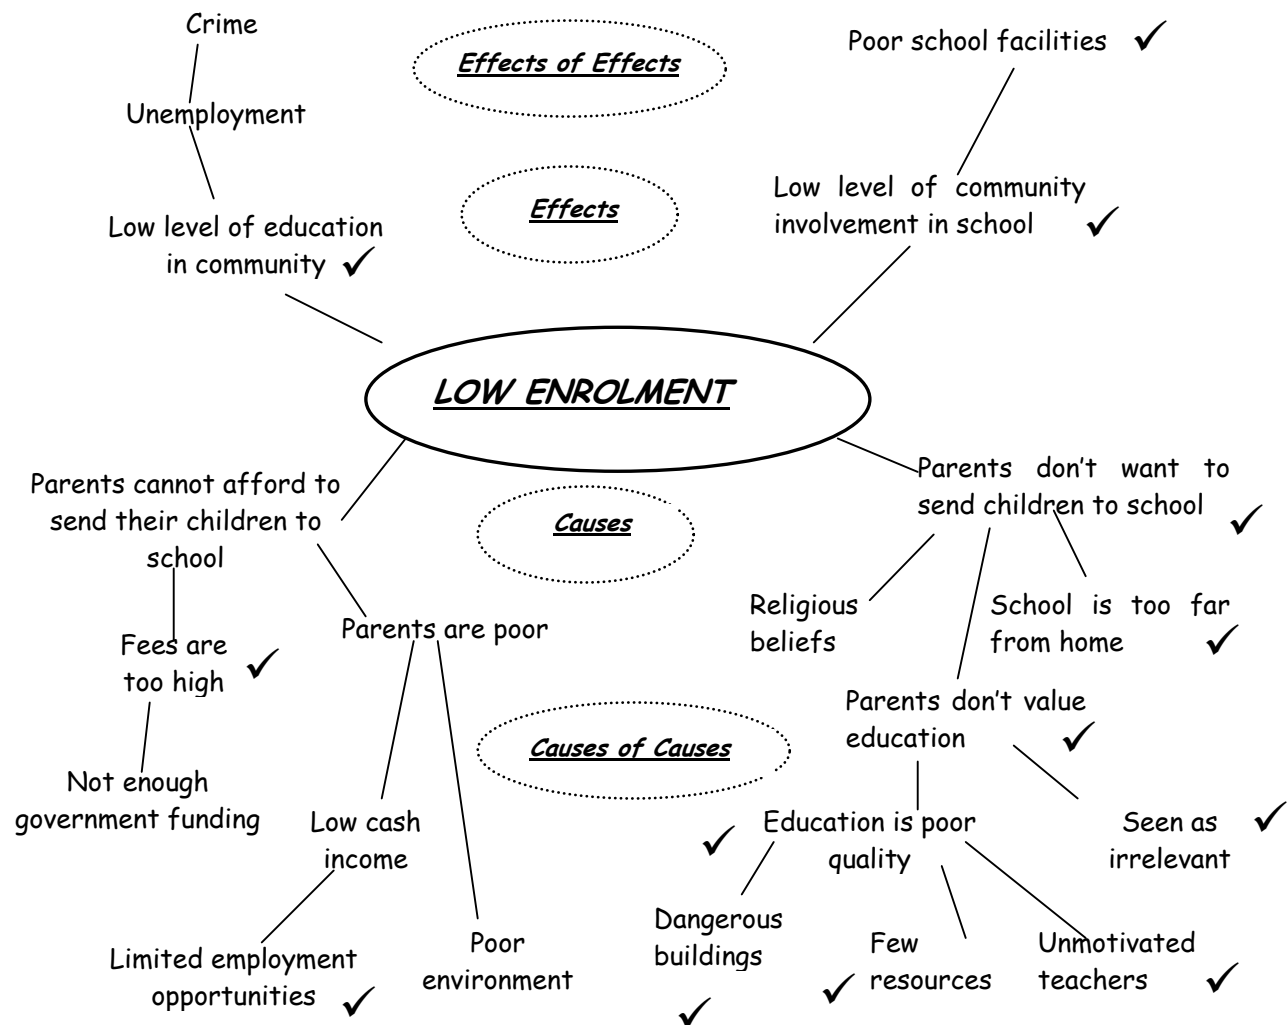 Crime
Effects of Effects
Poor school facilities ✓
Unemployment
Effects
Low level of community
involvement in school ✓
Low level of education
in community ✓
LOW ENROLMENT
Parents cannot afford to
send their children to
school
Causes
Parents don't want to
send children to school ✓
Religious
beliefs
School is too far
from home ✓
Fees are
too high ✓
Parents are poor
Parents don't value
education ✓
Causes of Causes
Not enough
government funding
Low cash
income
✓ Education is poor
quality
Seen as ✓
irrelevant
Limited employment
opportunities ✓
Poor
environment
Dangerous
buildings
✓
Few
✓ resources
Unmotivated
teachers ✓